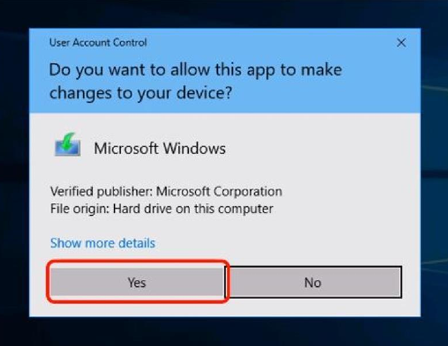 User Account Control
Do you want to allow this app to make
changes to your device?
Microsoft Windows
Verified publisher: Microsoft Corporation
File origin: Hard drive on this computer
Show more details
Yes
No